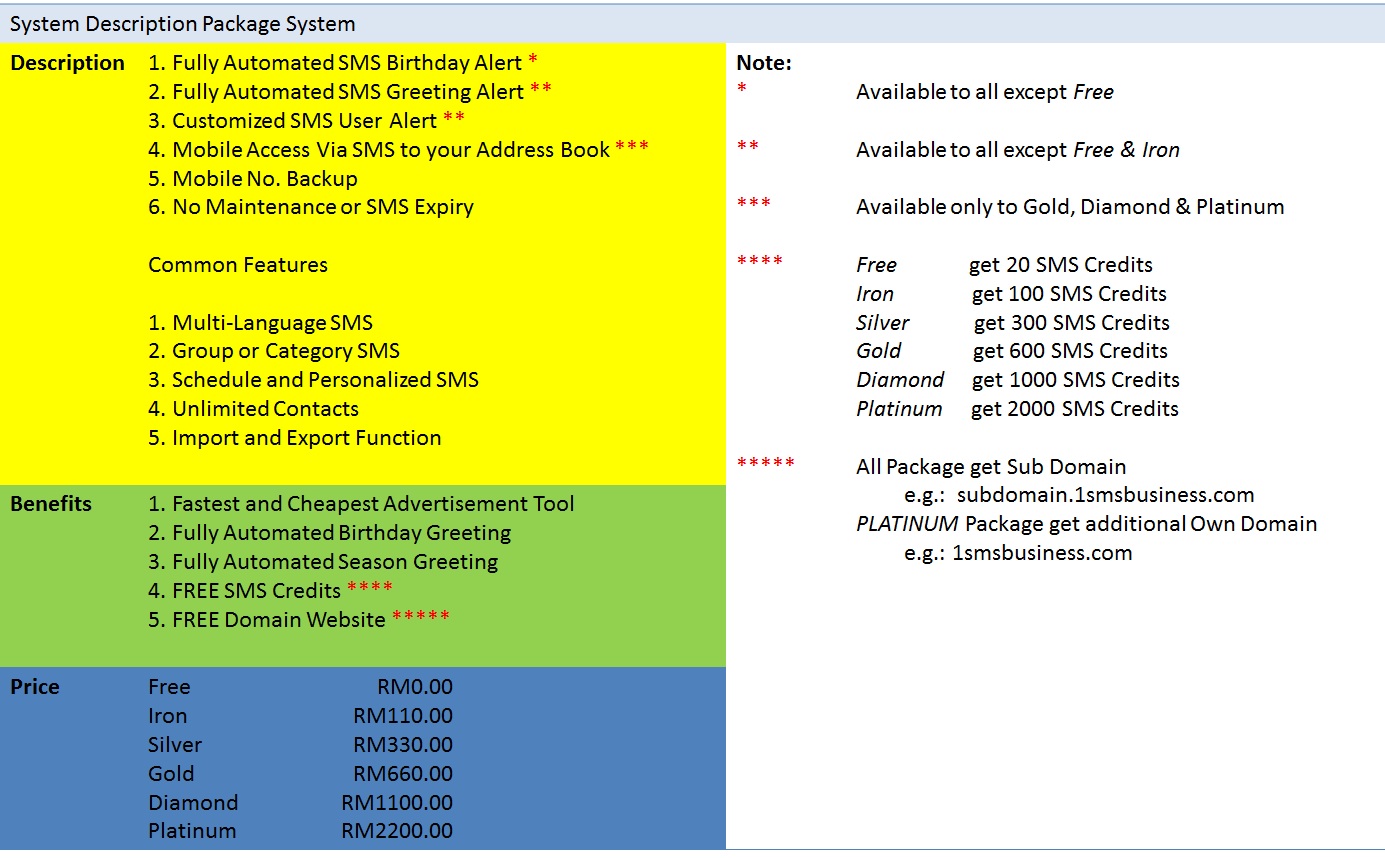 System Description Package System
Description
1. Fully Automated SMS Birthday Alert *
2. Fully Automated SMS Greeting Alert **
3. Customized SMS User Alert **
4. Mobile Access Via SMS to your Address Book ***
5. Mobile No. Backup
6. No Maintenance or SMS Expiry
Common Features
1. Multi-Language SMS
2. Group or Category SMS
3. Schedule and Personalized SMS
4. Unlimited Contacts
5. Import and Export Function
Benefits
1. Fastest and Cheapest Advertisement Tool
2. Fully Automated Birthday Greeting
3. Fully Automated Season Greeting
4. FREE SMS Credits ****
5. FREE Domain Website *****
Price
Free RM0.00
Iron RM110.00
Silver RM330.00
Gold RM660.00
Diamond RM1100.00
Platinum RM2200.00
Note:
* Available to all except Free
** Available to all except Free & Iron
*** Available only to Gold, Diamond & Platinum
**** Free get 20 SMS Credits
Iron get 100 SMS Credits
Silver get 300 SMS Credits
Gold get 600 SMS Credits
Diamond get 1000 SMS Credits
Platinum get 2000 SMS Credits
***** All Package get Sub Domain
e.g.: subdomain.1smsbusiness.com
PLATINUM Package get additional Own Domain
e.g.: 1smsbusiness.com